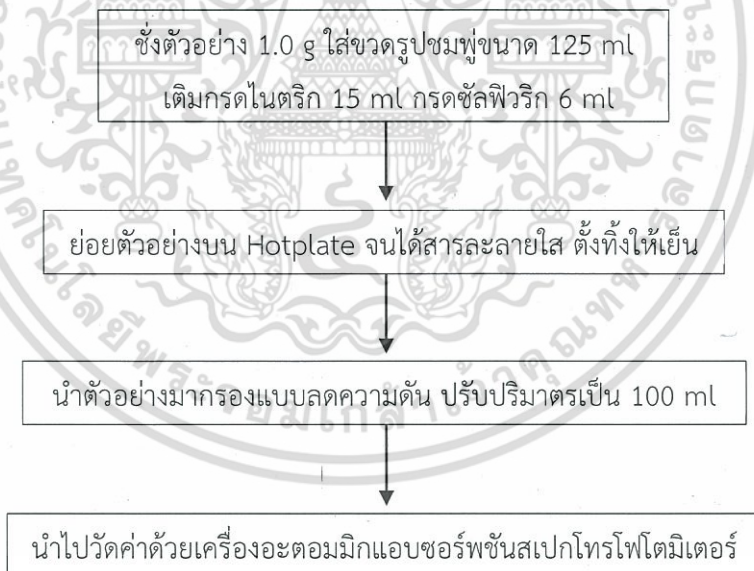 ชั่งตัวอย่าง 1.0 g ใส่ขวดรูปชมพู่ขนาด 125 ml
เติมกรดไนตริก 15 ml กรดซัลฟิวริก 6 ml
ย่อยตัวอย่างบน Hotplate จนได้สารละลายใส ตั้งทิ้งให้เย็น
นำตัวอย่างมากรองแบบลดความดัน ปรับปริมาตรเป็น 100 ml
นำไปวัดค่าด้วยเครื่องอะตอมมิกแอบซอร์พชันสเปกโทรโฟโตมิเตอร์